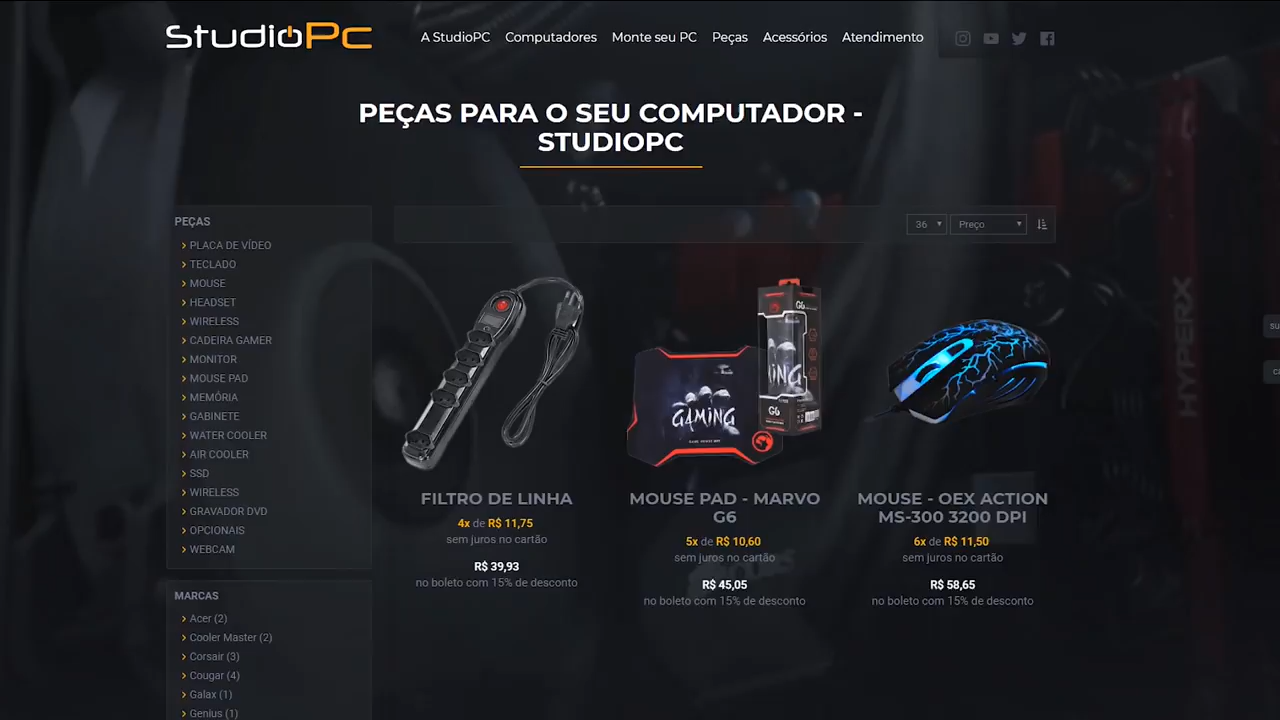 StudioPc
A StudioPC Computadores Monte seu PC Peças Acessórios Atendimento
PEÇAS PARA O SEU COMPUTADOR -
STUDIOPC
PEÇAS
PLACA DE VÍDEO
TECLADO
MOUSE
HEADSET
WIRELESS
CADEIRA GAMER
MONITOR
MOUSE PAD
MEMÓRIA
GABINETE
WATER COOLER
AIR COOLER
SSD
WIRELESS
GRAVADOR DVD
OPCIONAIS
WEBCAM
MARCAS
Acer (2)
Cooler Master (2)
Corsair (3)
Cougar (4)
Galax (1)
Genius (1)
36 Preço
FILTRO DE LINHA
4x de R$ 11,75
sem juros no cartão
R$ 39,93
no boleto com 15% de desconto
G6
GAMING
G6
MOUSE PAD - MARVO
G6
5x de R$ 10,60
sem juros no cartão
R$ 45,05
no boleto com 15% de desconto
MOUSE - OEX ACTION
MS-300 3200 DPI
6x de R$ 11,50
sem juros no cartão
R$ 58,65
no boleto com 15% de desconto
HYPERX